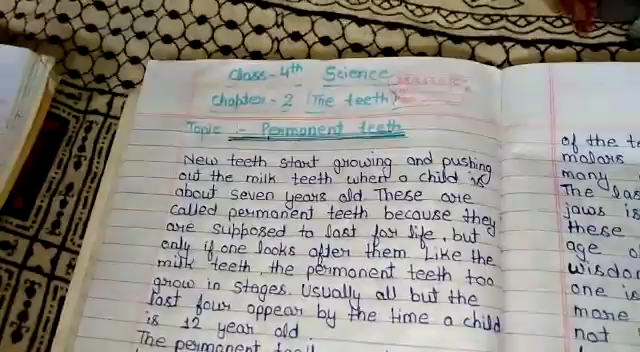 Class-4th Science
Chapter-2 (The teeth)
Topic :- Permanent teeth
New teeth start growing and pushing
out the milk teeth when a child is
about seven years old These are
called permanent teeth because they
are supposed to last for life, but
only if one looks after them. Like the
milk teeth, the permanent teeth too
grow in stages. Usually all but the
last four appear by the time a child
is 12 year old.
The permanent
of the
molars
many
The
jaws is
these
age
wisdom
one is
more
not